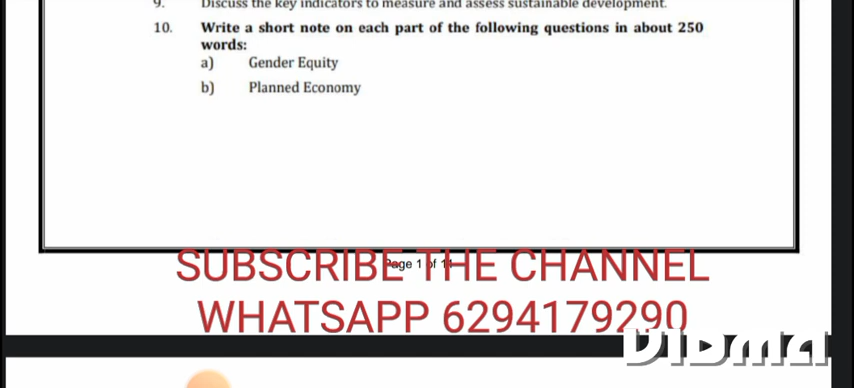 9. Discuss the key indicators to measure and assess sustainable development.
10. Write a short note on each part of the following questions in about 250
words:
a) Gender Equity
b) Planned Economy
Page 1 of 11
SUBSCRIBE THE CHANNEL
WHATSAPP 6294179290
VIDMA